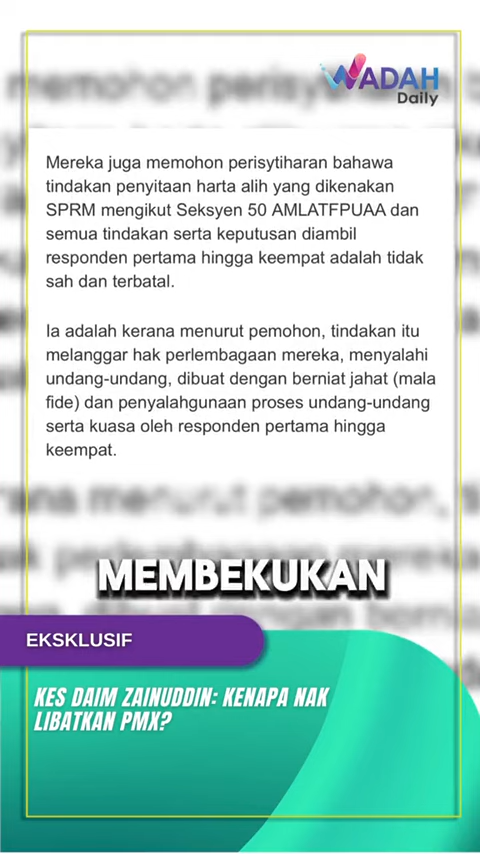 WADAH
Daily
Mereka juga memohon perisytiharan bahawa
tindakan penyitaan harta alih yang dikenakan
SPRM mengikut Seksyen 50 AMLATFPUAA dan
semua tindakan serta keputusan diambil
responden pertama hingga keempat adalah tidak
sah dan terbatal.
Ia adalah kerana menurut pemohon, tindakan itu
melanggar hak perlembagaan mereka, menyalahi
undang-undang, dibuat dengan berniat jahat (mala
fide) dan penyalahgunaan proses undang-undang
serta kuasa oleh responden pertama hingga
keempat.
MEMBEKUKAN
EKSKLUSIF
KES DAIM ZAINUDDIN: KENAPA NAK
LIBATKAN PMX?